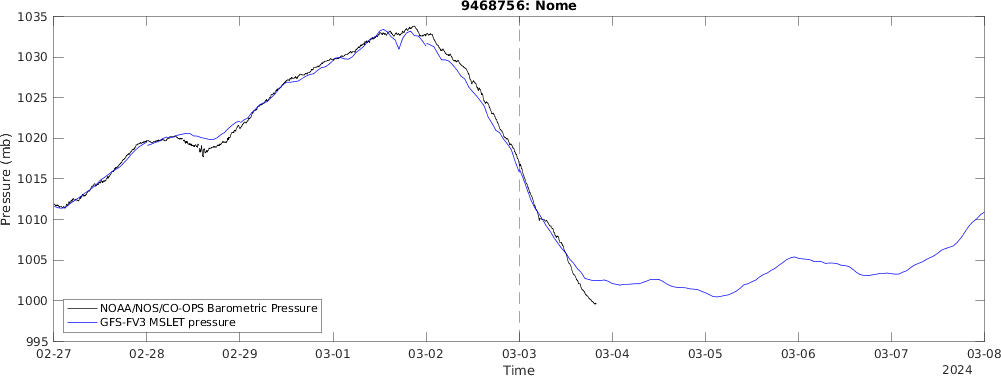 9468756: Nome
1035
1030
1025
1020
1015
1010
1005
1000
995
Pressure (mb)
NOAA/NOS/CO-OPS Barometric Pressure
GFS-FV3 MSLET pressure
02-27 02-28 02-29 03-01 03-02 03-03 03-04 03-05 03-06 03-07 03-08
Time
2024